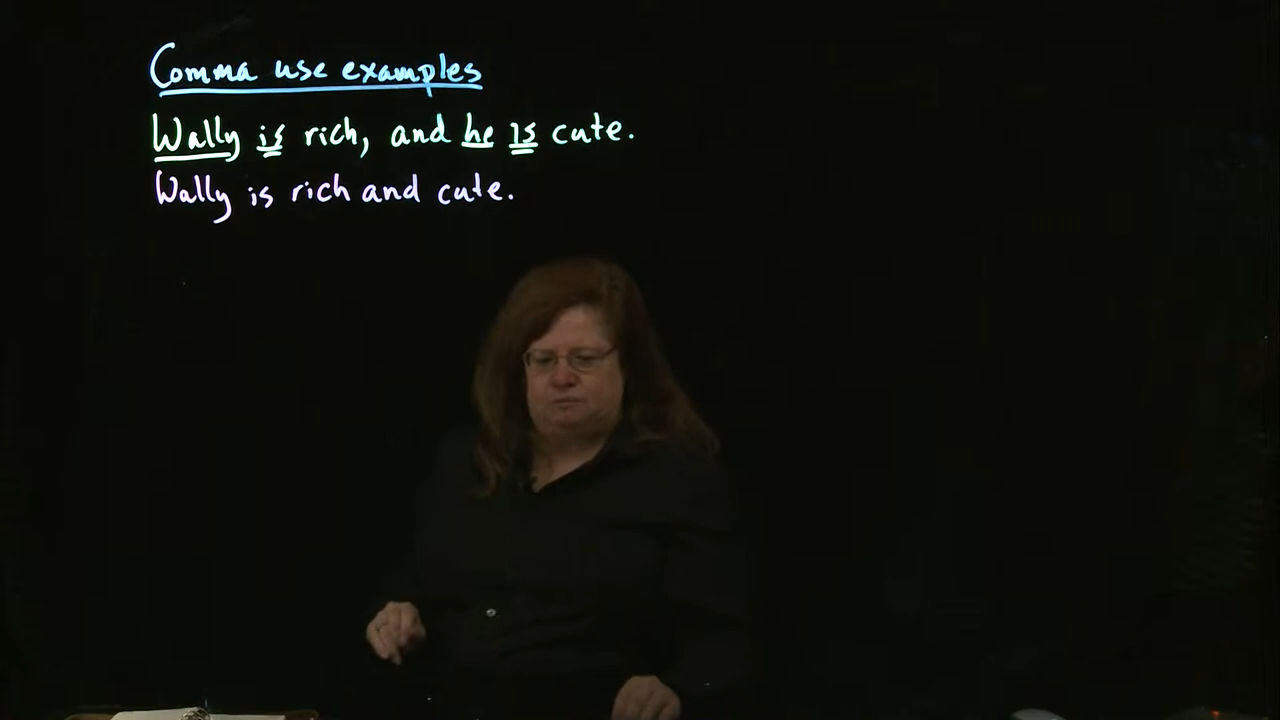 Comma use examples
Wally is rich, and he is cute.
Wally is rich and cute.